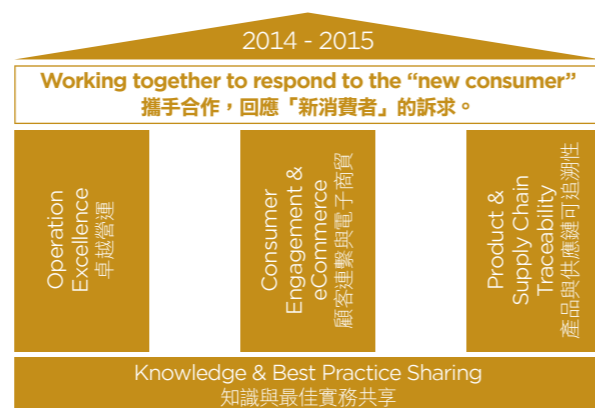 2014 - 2015
Working together to respond to the “new consumer”
攜手合作，回應「新消費者」的訴求。
Operation
Excellence
卓越營運
Consumer
Engagement &
eCommerce
顧客連繫與電子商貿
Product &
Supply Chain
Traceability
產品與供應鏈可追溯性
Knowledge & Best Practice Sharing
知識與最佳實務共享